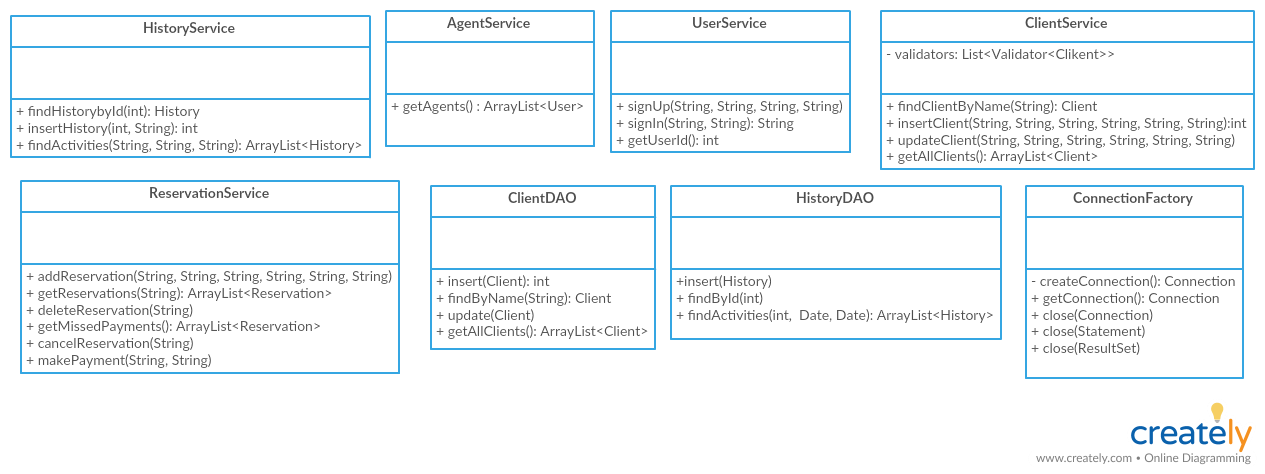 HistoryService
+ findHistorybyId(int): History
+ insertHistory(int, String): int
+ findActivities(String, String, String): ArrayList<History>
AgentService
+ getAgents() : ArrayList<User>
UserService
+ signUp(String, String, String, String)
+ signIn(String, String): String
+ getUserId(): int
ClientService
- validators: List<Validator<Clikent>>
+ findClientByName(String): Client
+ insertClient(String, String, String, String, String, String):int
+ updateClient(String, String, String, String, String, String)
+ getAllClients(): ArrayList<Client>
ReservationService
+ addReservation(String, String, String, String, String, String)
+ getReservations(String): ArrayList<Reservation>
+ deleteReservation(String)
+ getMissedPayments(): ArrayList<Reservation>
+ cancelReservation(String)
+ makePayment(String, String)
ClientDAO
+ insert(Client): int
+ findByName(String): Client
+ update(Client)
+ getAllClients(): ArrayList<Client>
HistoryDAO
+insert(History)
+ findById(int)
+ findActivities(int, Date, Date): ArrayList<History>
ConnectionFactory
- createConnection(): Connection
+ getConnection(): Connection
+ close(Connection)
+ close(Statement)
+ close(ResultSet)
creately
www.creately.com • Online Diagramming